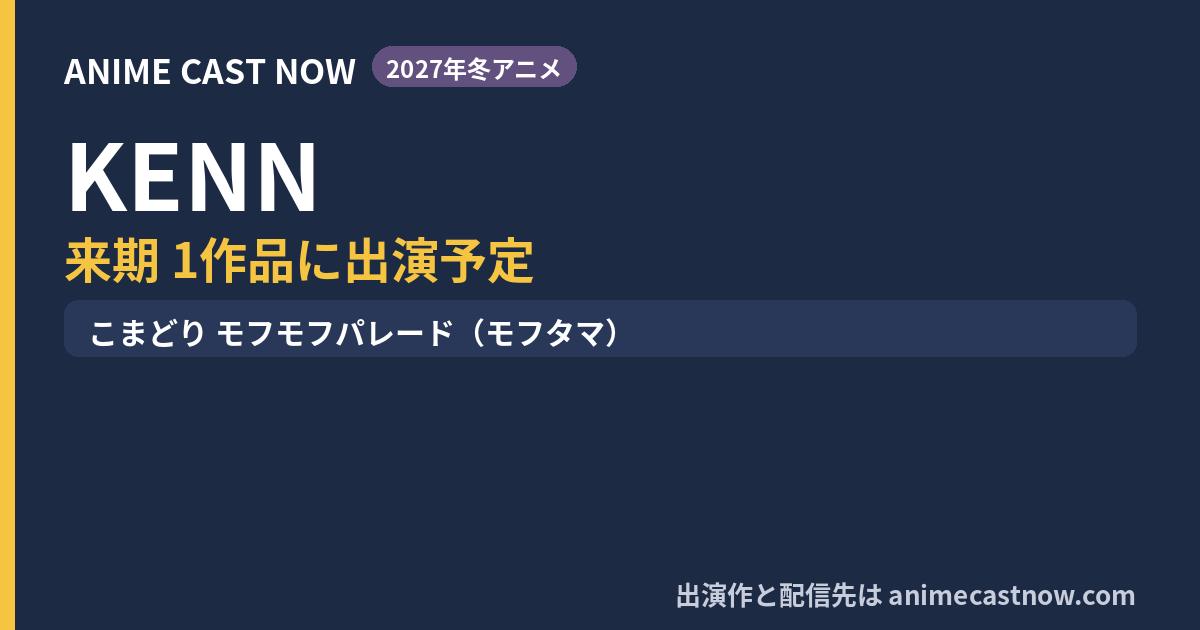 ANIME CAST NOW 2027年冬アニメ
KENN
来期 1作品に出演予定
こまどり モフモフパレード（モフタマ）
出演作と配信先は animecastnow.com